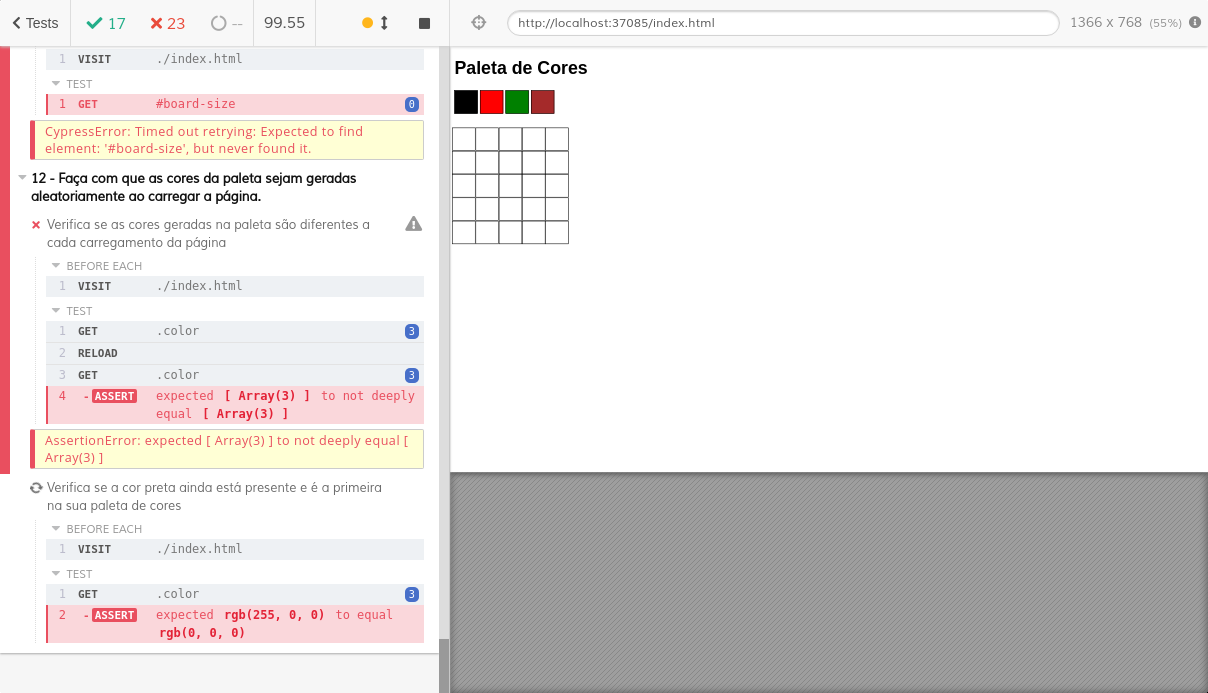 Tests 17 23 -- 99.55
http://localhost:37085/index.html 1366 x 768 (55%)
1 VISIT ./index.html
TEST
1 GET #board-size 0
CypressError: Timed out retrying: Expected to find
element: '#board-size', but never found it.
12 - Faça com que as cores da paleta sejam geradas
aleatoriamente ao carregar a página.
Verifica se as cores geradas na paleta são diferentes a
cada carregamento da página
BEFORE EACH
1 VISIT ./index.html
TEST
1 GET .color 3
2 RELOAD
3 GET .color 3
4 -ASSERT expected [ Array(3) ] to not deeply
equal [ Array(3) ]
AssertionError: expected [ Array(3) ] to not deeply equal [
Array(3) ]
Verifica se a cor preta ainda está presente e é a primeira
na sua paleta de cores
BEFORE EACH
1 VISIT ./index.html
TEST
1 GET .color 3
2 -ASSERT expected rgb(255, 0, 0) to equal
rgb(0, 0, 0)
Paleta de Cores